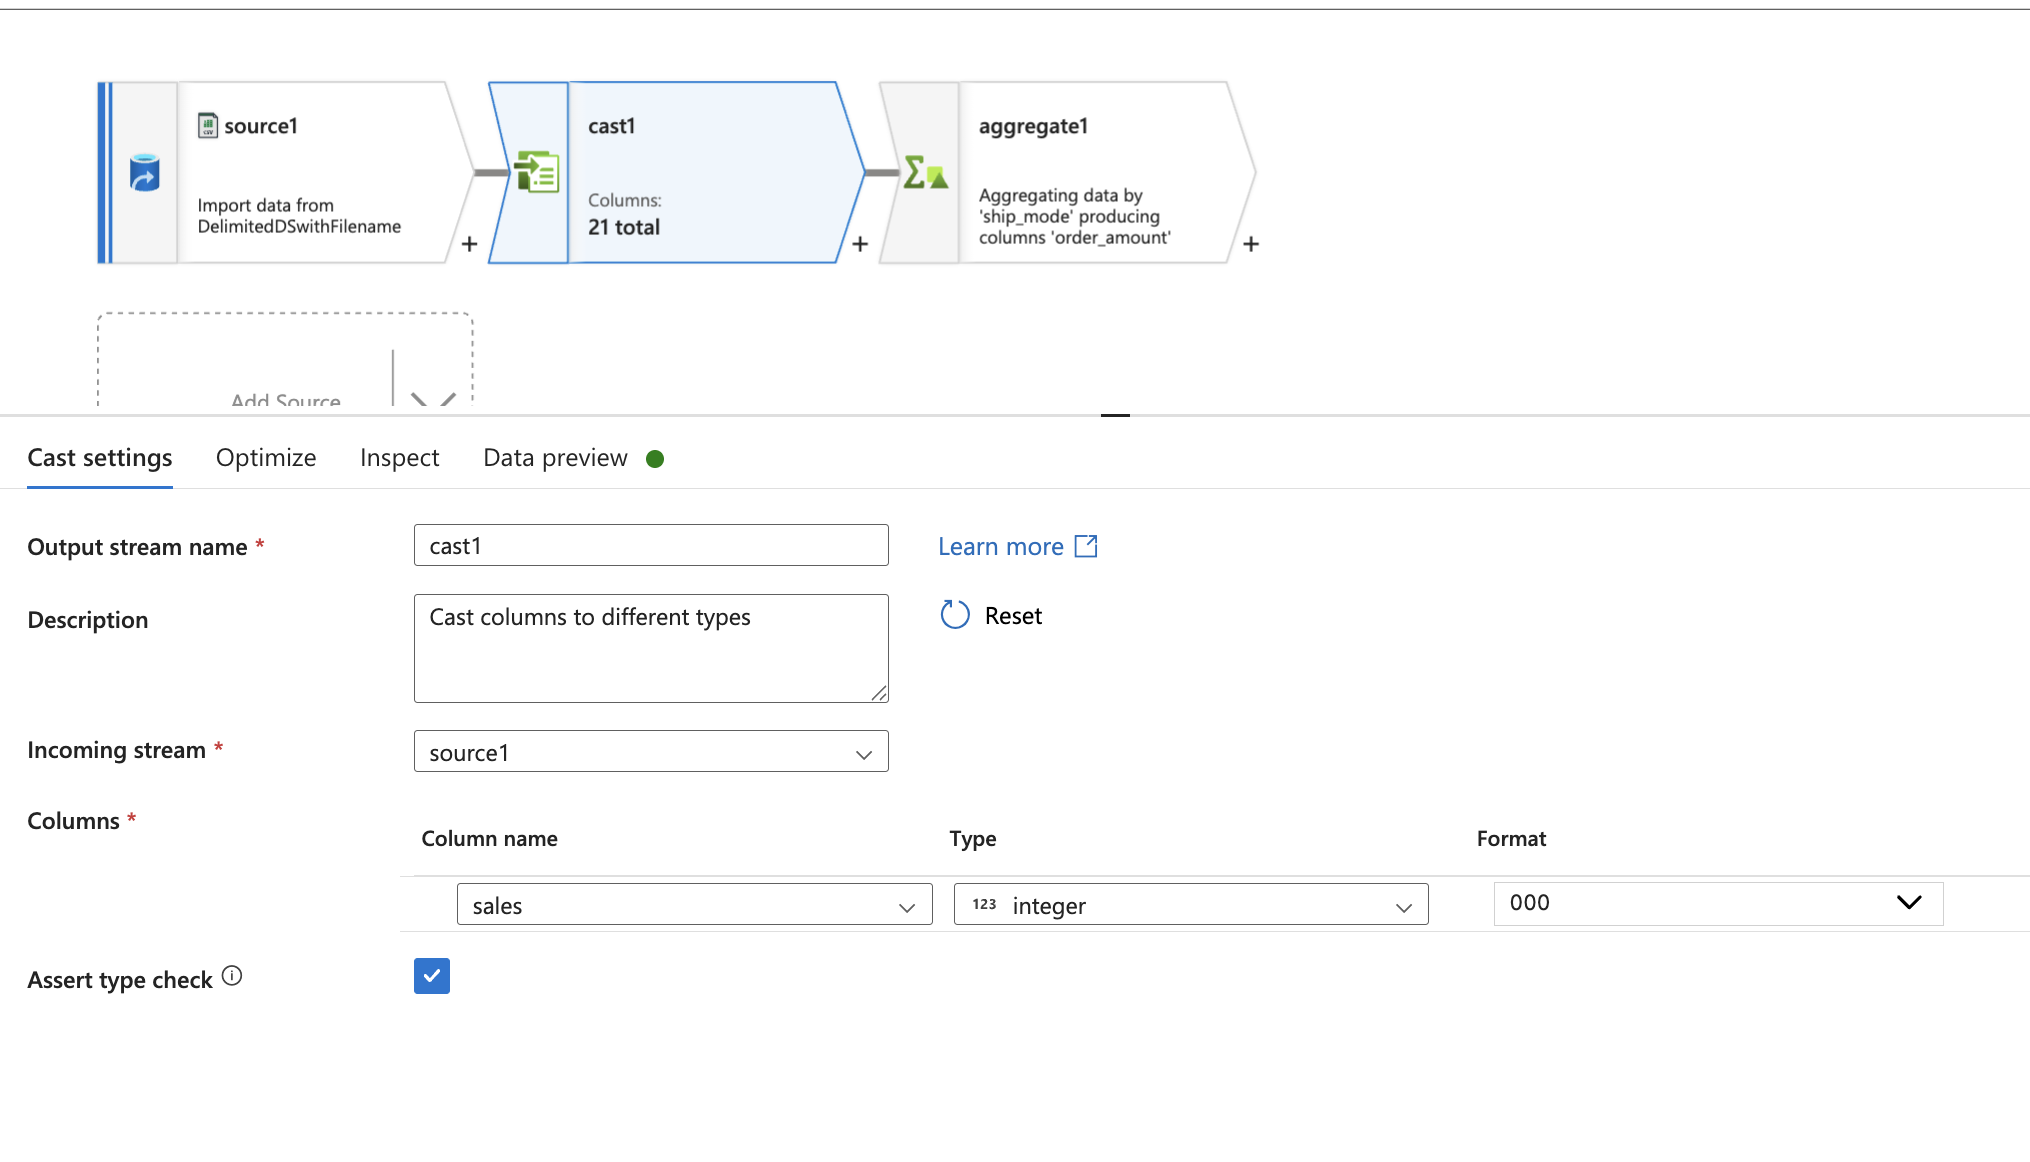 source1
Import data from
DelimitedDSwithFilename
+
cast1
Columns:
21 total
+
aggregate1
Aggregating data by
'ship_mode' producing
columns 'order_amount'
+
Add Source
Cast settings
Optimize
Inspect
Data preview
Output stream name *
cast1
Learn more
Description
Cast columns to different types
Reset
Incoming stream *
source1
Columns *
Column name
Type
Format
sales
123 integer
000
Assert type check